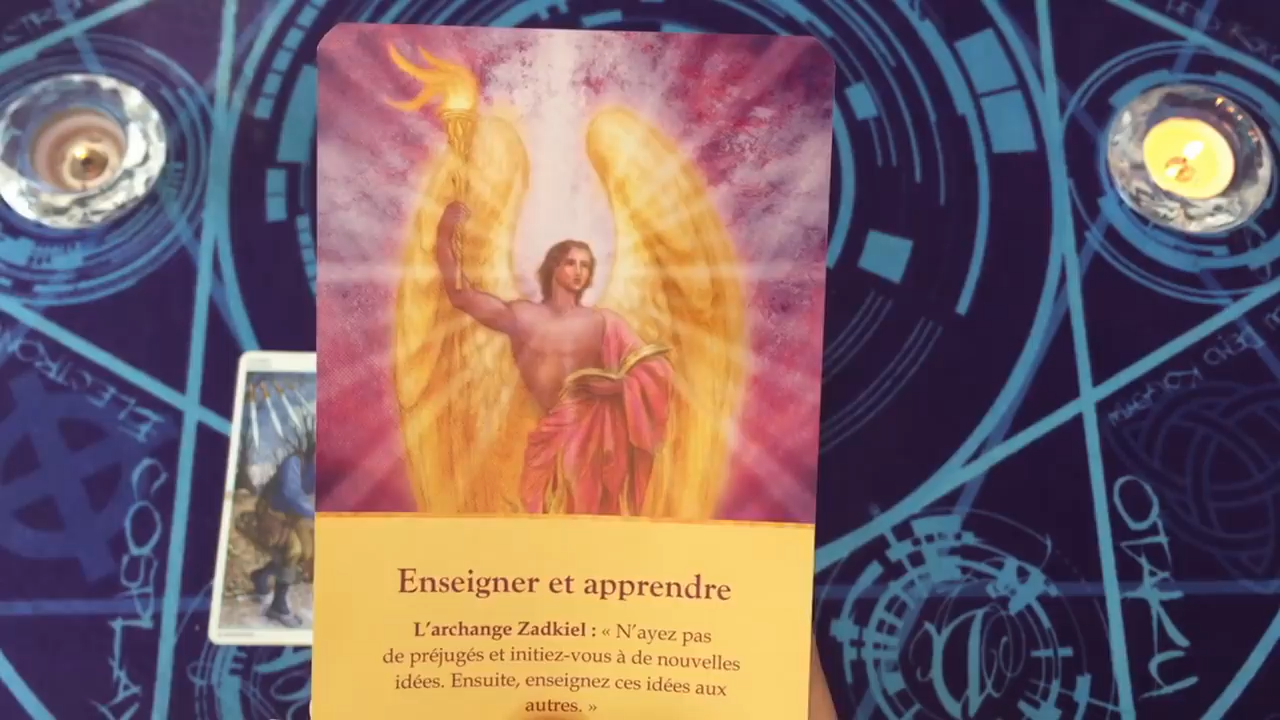 Enseigner et apprendre
L'archange Zadkiel : « N'ayez pas
de préjugés et initiez-vous à de nouvelles
idées. Ensuite, enseignez ces idées aux
autres. »
ELECTRON
COSPLAY
OTAKU